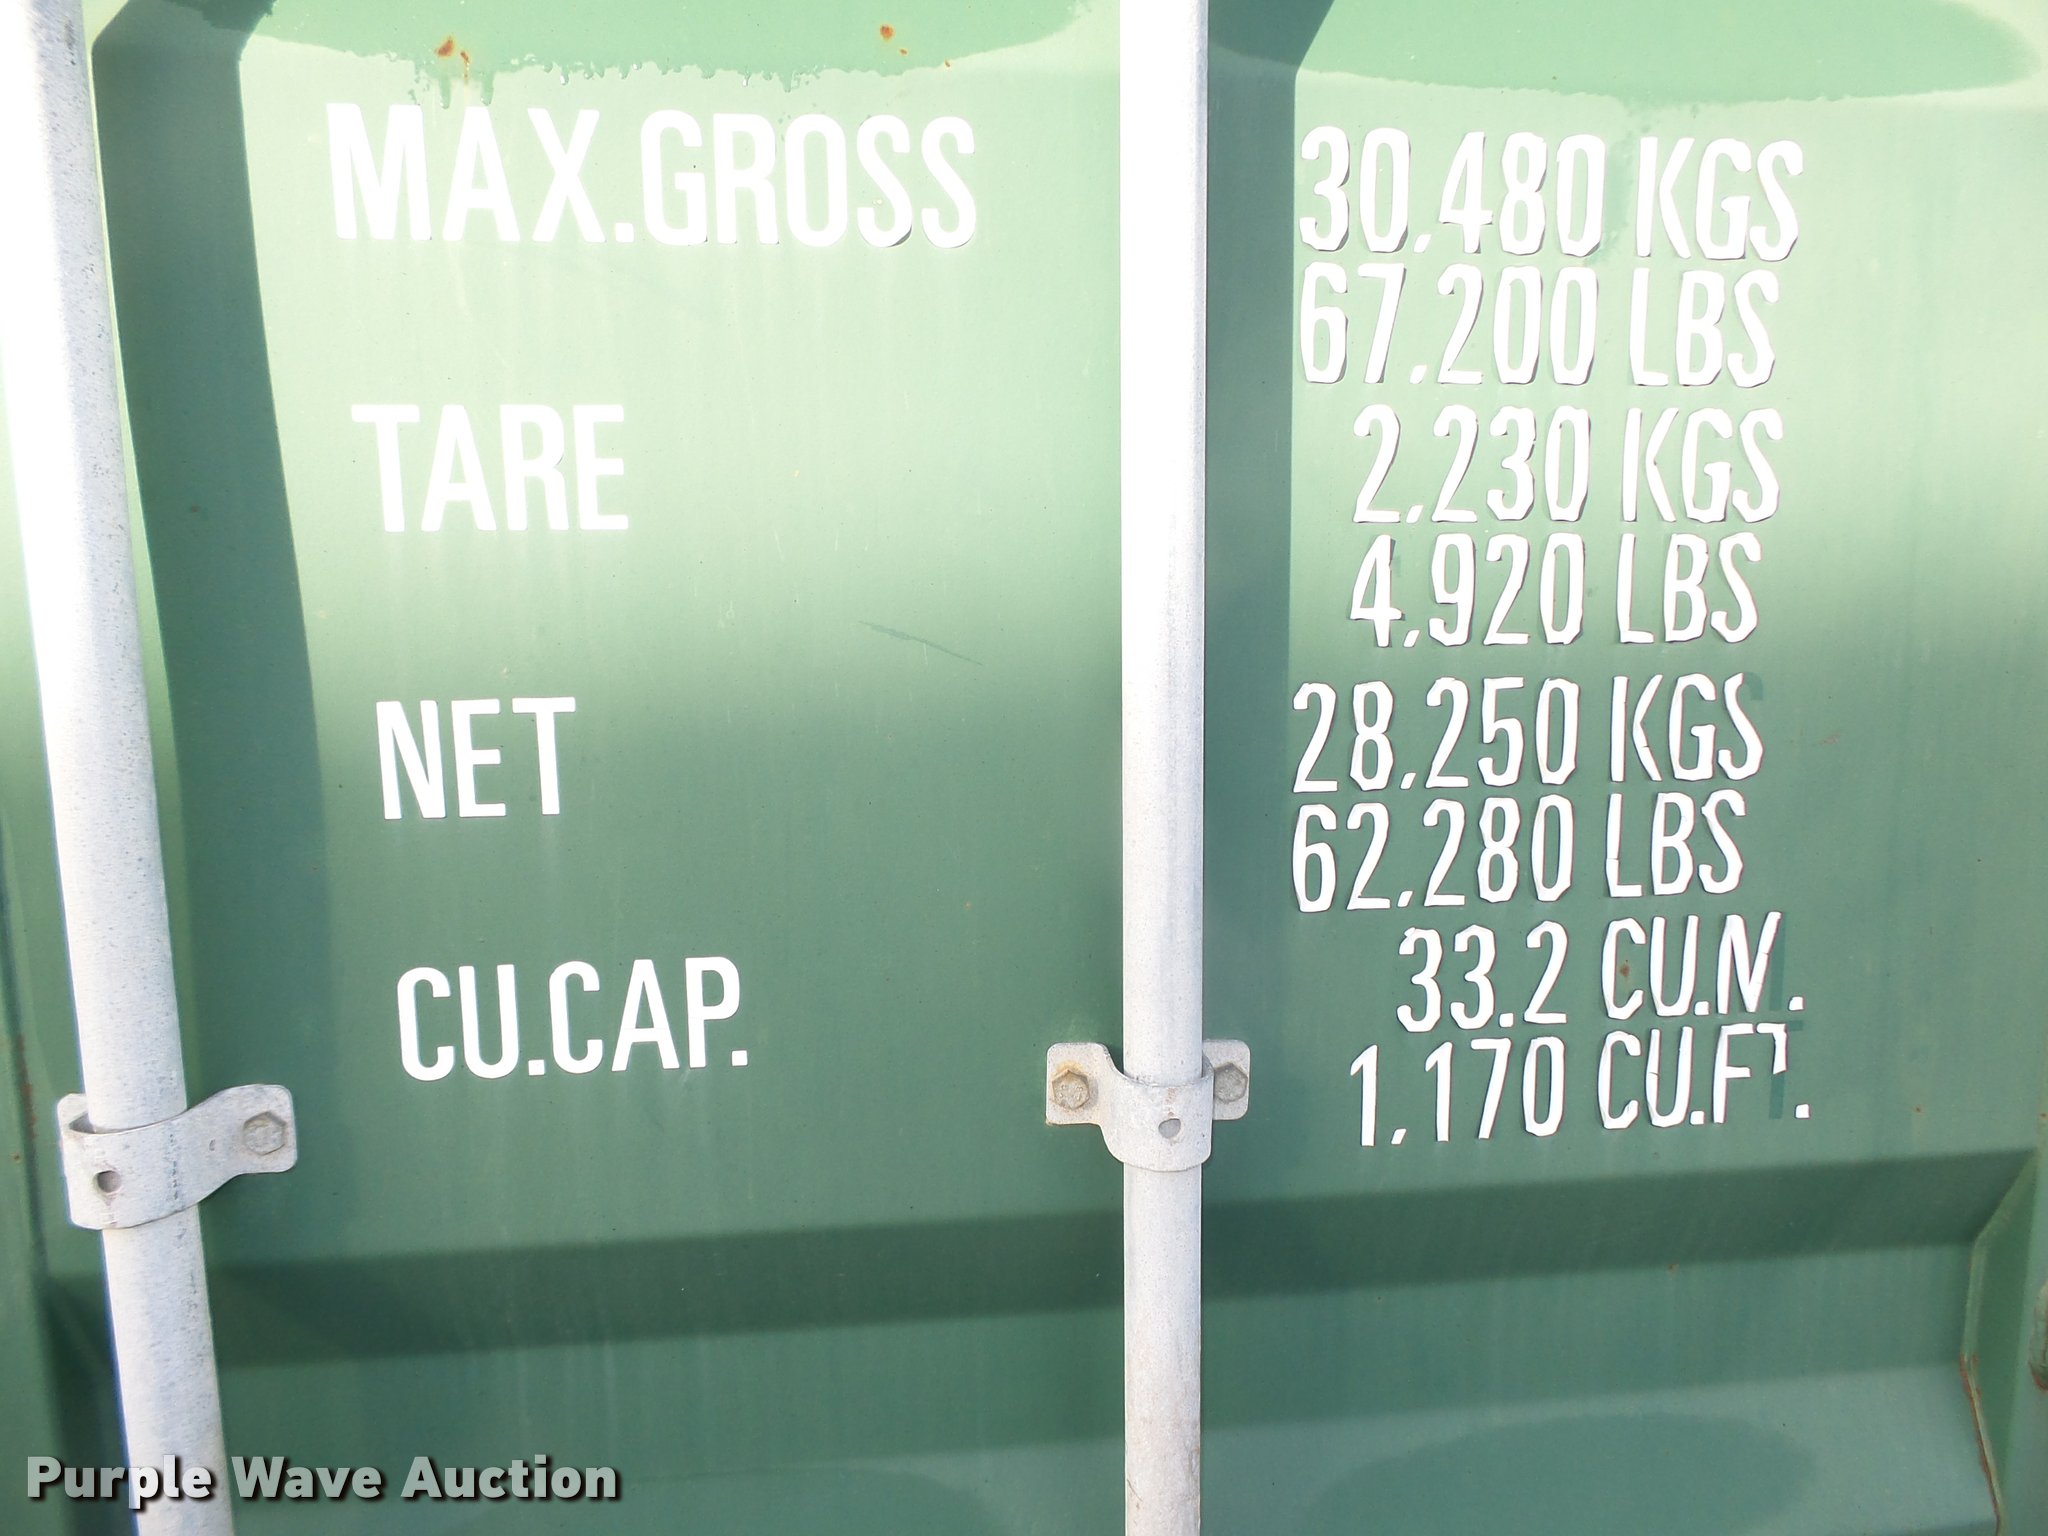 MAX.GROSS 30.480 KGS
67.200 LBS
TARE 2.230 KGS
4.920 LBS
NET 28.250 KGS
62.280 LBS
CU.CAP. 33.2 CU.M.
1.170 CU.FT.
Purple Wave Auction